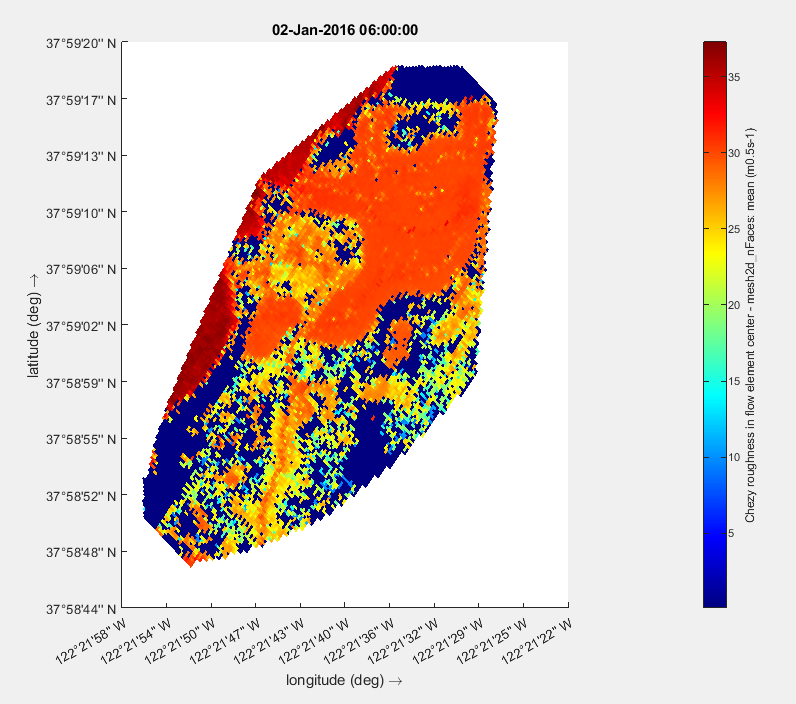 02-Jan-2016 06:00:00
37°59'20'' N
37°59'17'' N
37°59'13'' N
37°59'10'' N
37°59'06'' N
37°59'02'' N
37°58'59'' N
37°58'55'' N
37°58'52'' N
37°58'48'' N
37°58'44'' N
latitude (deg) →
122°21'58'' W
122°21'54'' W
122°21'50'' W
122°21'47'' W
122°21'43'' W
122°21'40'' W
122°21'36'' W
122°21'32'' W
122°21'29'' W
122°21'25'' W
122°21'22'' W
longitude (deg) →
35
30
25
20
15
10
5
Chezy roughness in flow element center - mesh2d_nFaces: mean (m0.5s-1)